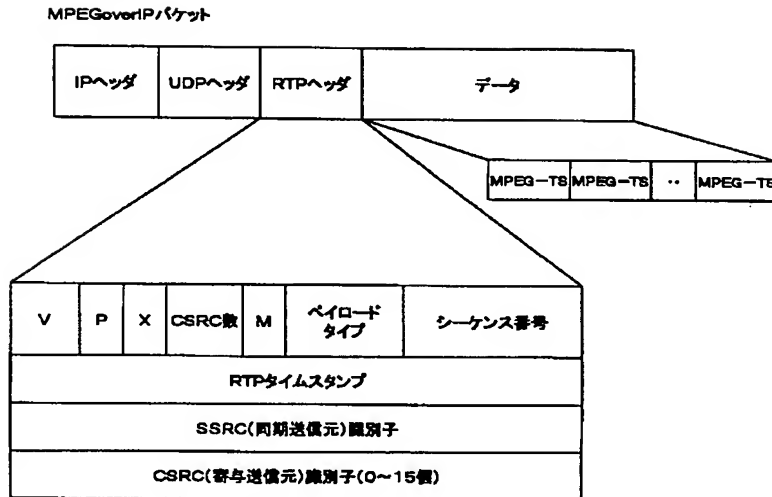 MPEGoverIPパケット
IPヘッダ UDPヘッダ RTPヘッダ データ
MPEG－TS MPEG－TS ‥ MPEG－TS
V P X CSRC数 M ペイロード シーケンス番号
タイプ
RTPタイムスタンプ
SSRC(同期送信元)識別子
CSRC(寄与送信元)識別子(0～15個)